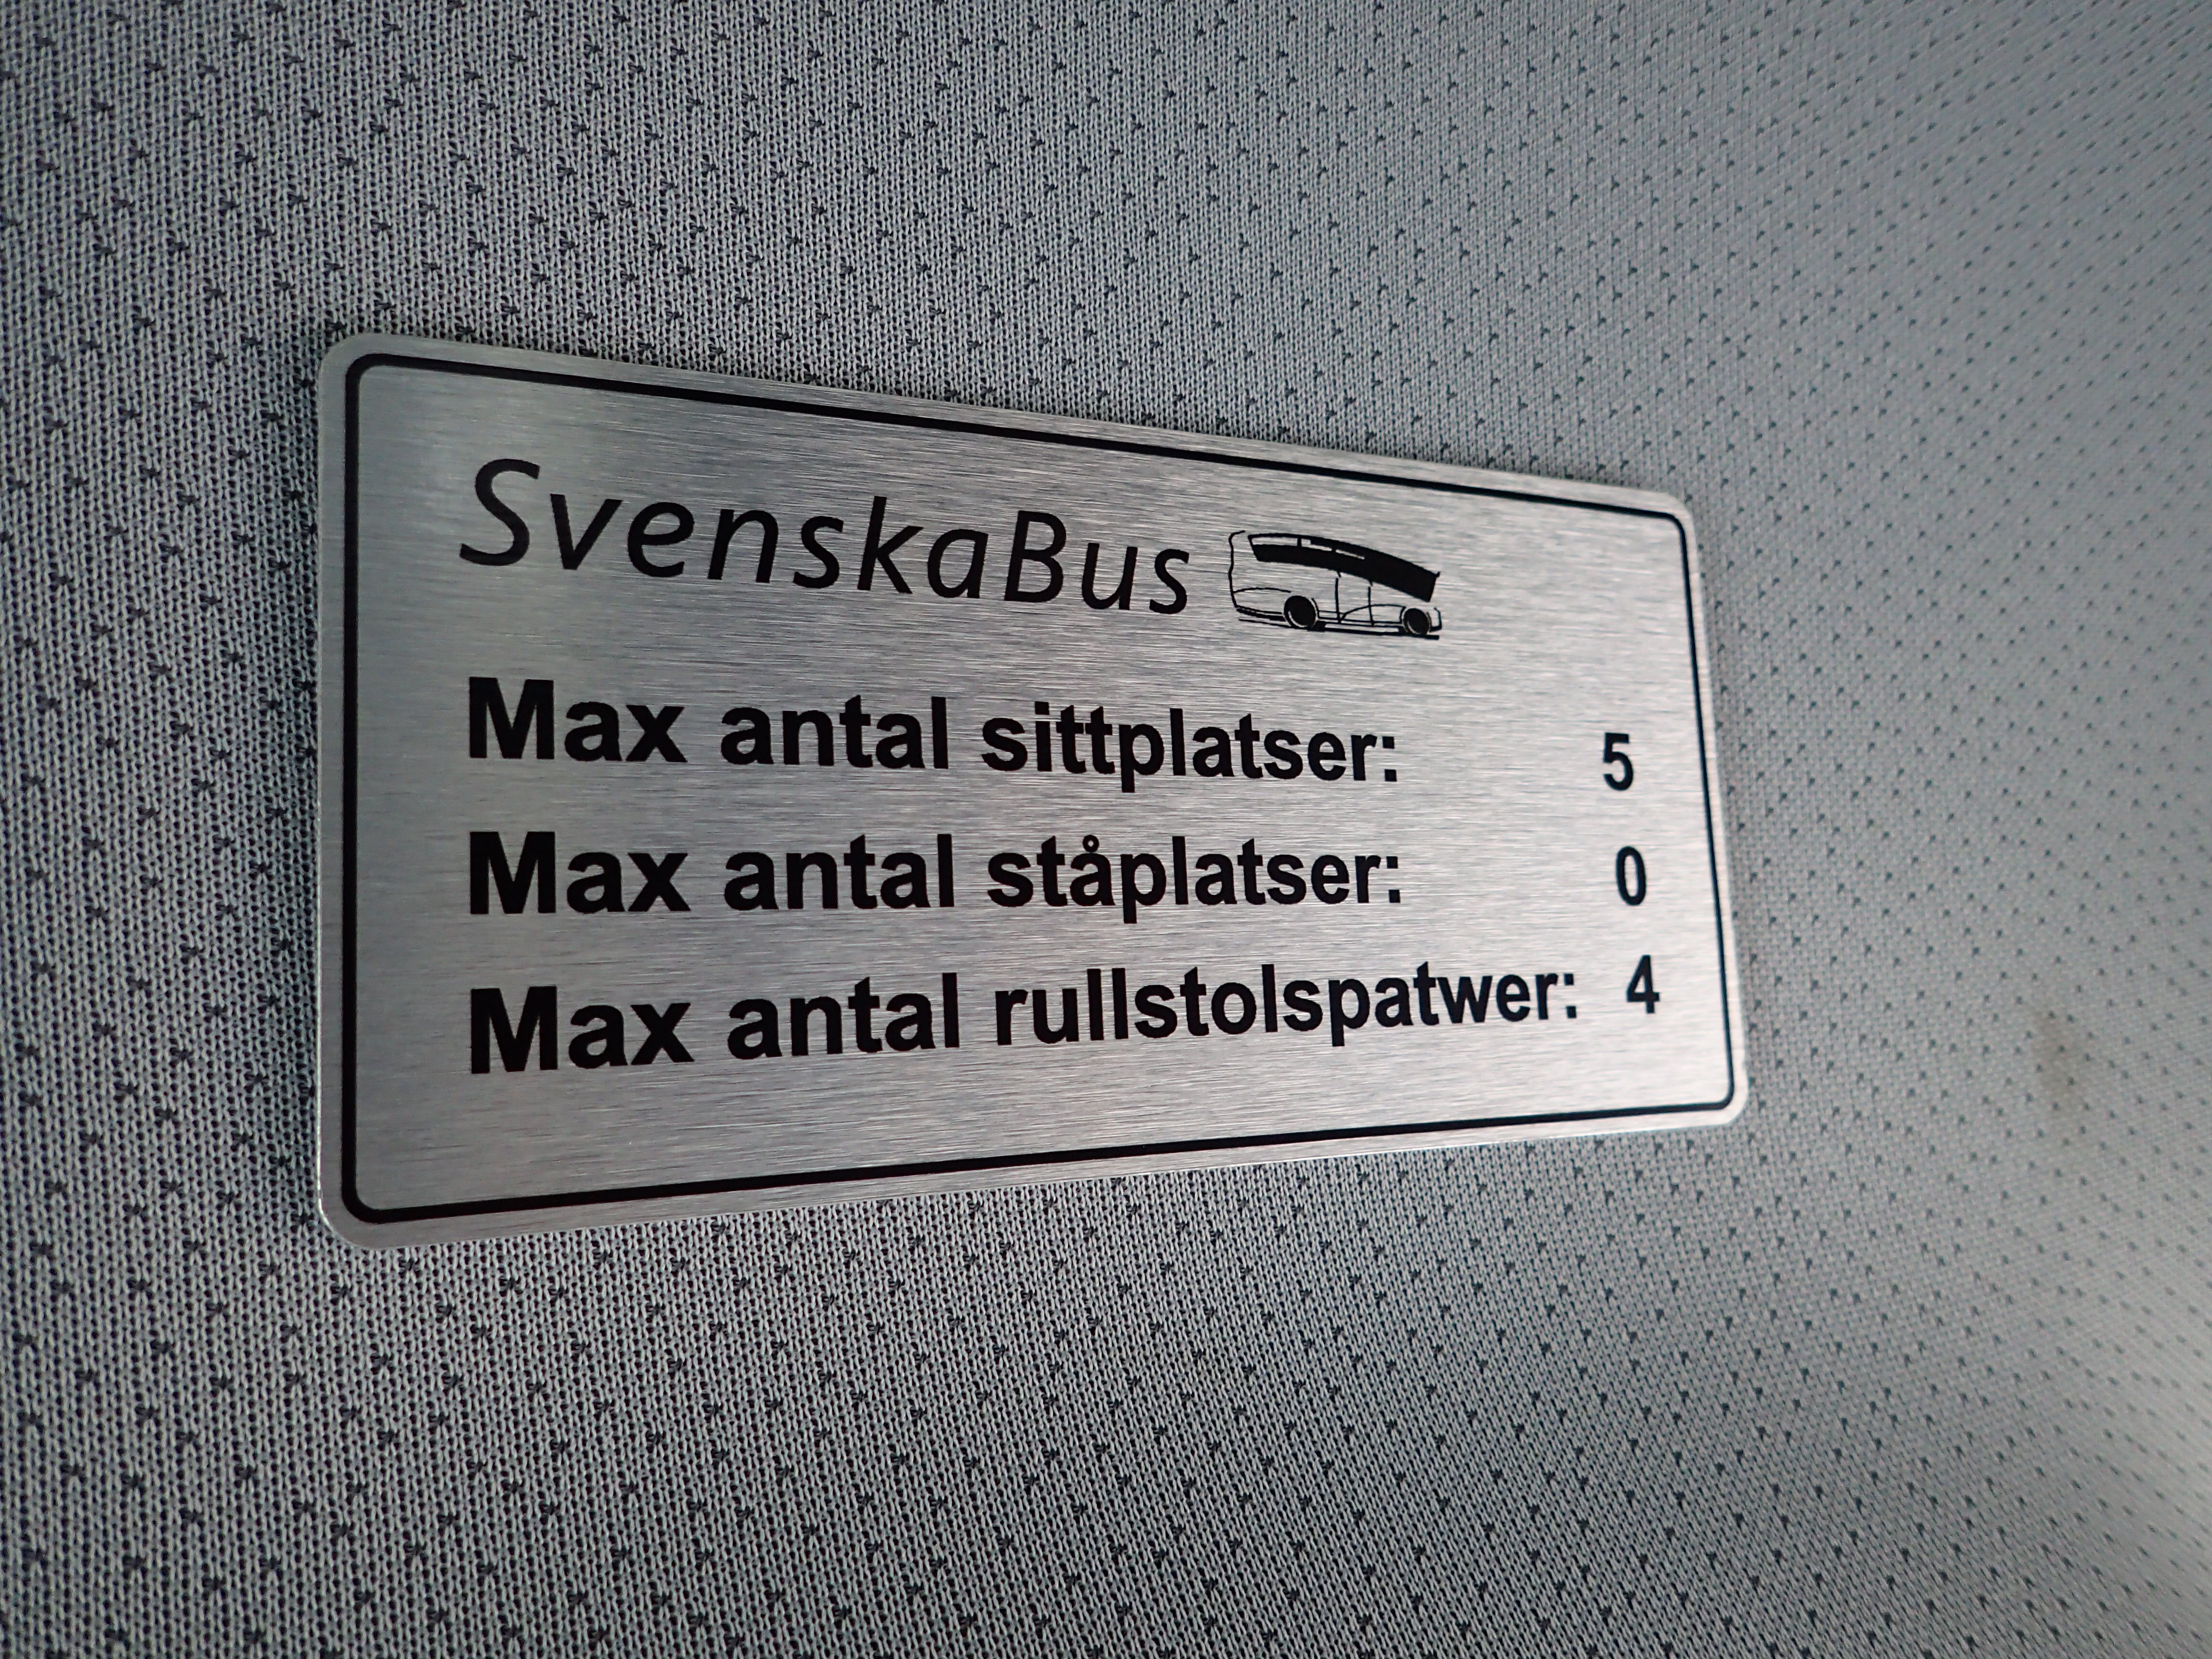 SvenskaBus
Max antal sittplatser: 5
Max antal ståplatser: 0
Max antal rullstolspatwer: 4